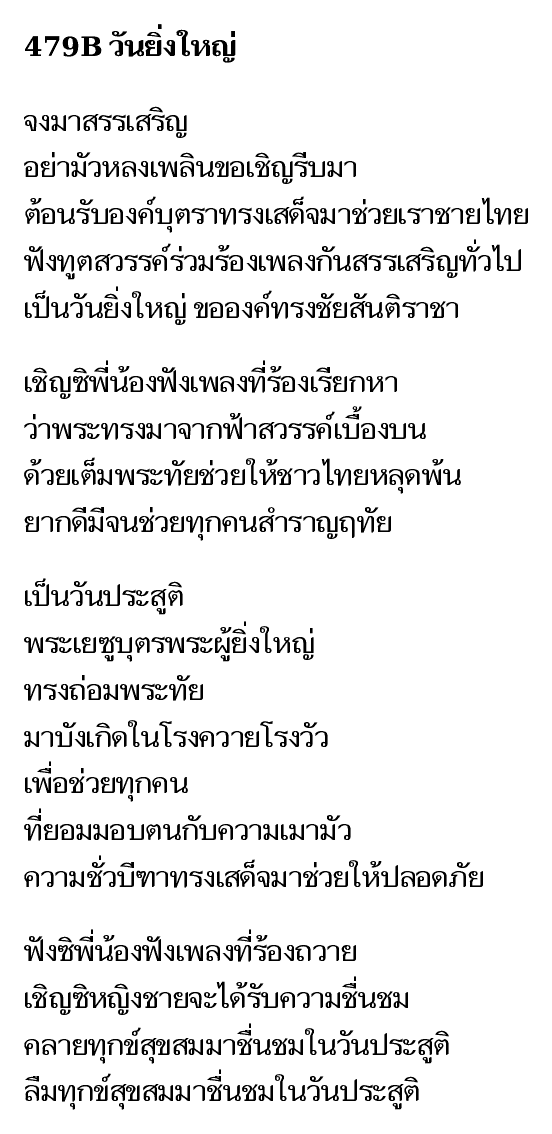 479B วันยิ่งใหญ่
จงมาสรรเสริญ
อย่ามัวหลงเพลินขอเชิญรีบมา
ต้อนรับองค์บุตราทรงเสด็จมาช่วยเราชายไทย
ฟังทูตสวรรค์ร่วมร้องเพลงกันสรรเสริญทั่วไป
เป็นวันยิ่งใหญ่ ขององค์ทรงชัยสันติราชา
เชิญซิพี่น้องฟังเพลงที่ร้องเรียกหา
ว่าพระทรงมาจากฟ้าสวรรค์เบื้องบน
ด้วยเต็มพระทัยช่วยให้ชาวไทยหลุดพ้น
ยากดีมีจนช่วยทุกคนสำราญฤทัย
เป็นวันประสูติ
พระเยซูบุตรพระผู้ยิ่งใหญ่
ทรงถ่อมพระทัย
มาบังเกิดในโรงควายโรงวัว
เพื่อช่วยทุกคน
ที่ยอมมอบตนกับความเมามัว
ความชั่วบีฑาทรงเสด็จมาช่วยให้ปลอดภัย
ฟังซิพี่น้องฟังเพลงที่ร้องถวาย
เชิญซิหญิงชายจะได้รับความชื่นชม
คลายทุกข์สุขสมมาชื่นชมในวันประสูติ
ลืมทุกข์สุขสมมาชื่นชมในวันประสูติ